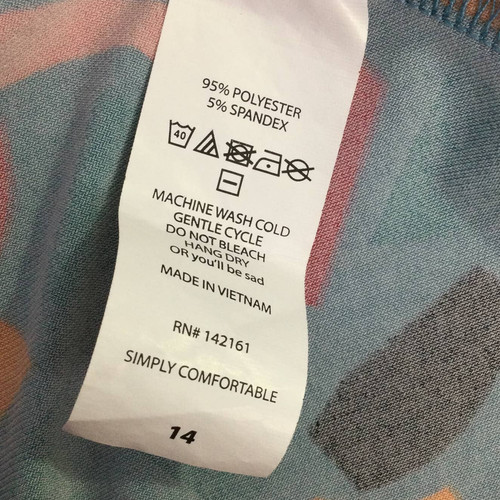 95% POLYESTER
5% SPANDEX
40
MACHINE WASH COLD
GENTLE CYCLE
DO NOT BLEACH
HANG DRY
OR you'll be sad
MADE IN VIETNAM
RN# 142161
SIMPLY COMFORTABLE
14